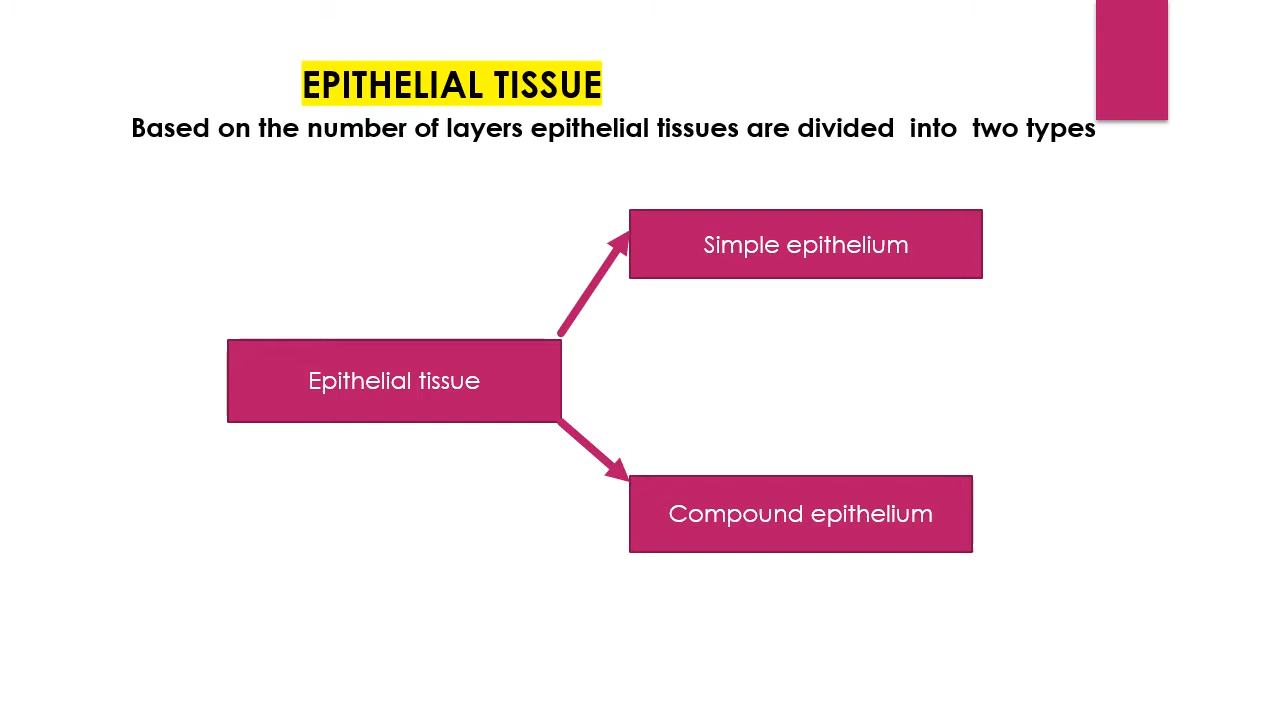 EPITHELIAL TISSUE
Based on the number of layers epithelial tissues are divided  into  two types
Simple epithelium
Epithelial tissue
Compound epithelium